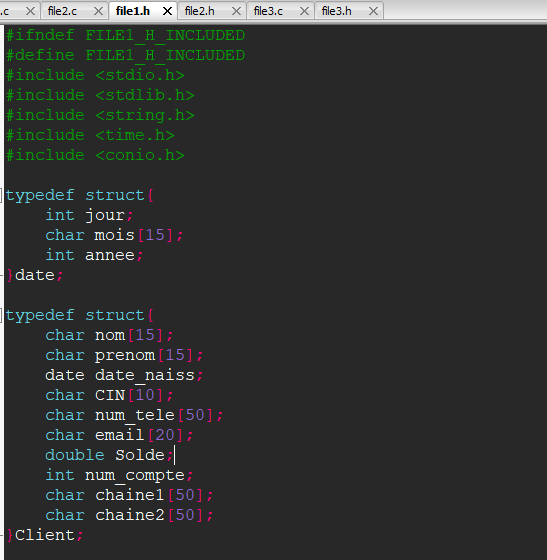 .c file2.c file1.h file2.h file3.c file3.h
#ifndef FILE1_H_INCLUDED
#define FILE1_H_INCLUDED
#include <stdio.h>
#include <stdlib.h>
#include <string.h>
#include <time.h>
#include <conio.h>
typedef struct{
int jour;
char mois[15];
int annee;
}date;
typedef struct{
char nom[15];
char prenom[15];
date date_naiss;
char CIN[10];
char num_tele[50];
char email[20];
double Solde;
int num_compte;
char chaine1[50];
char chaine2[50];
}Client;